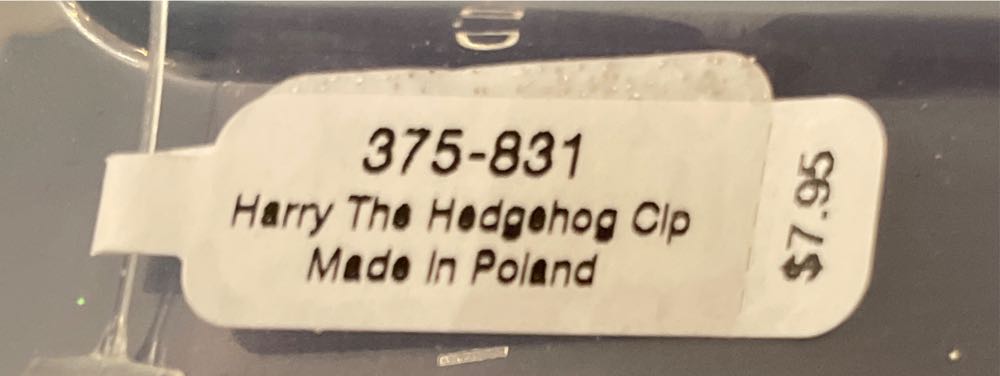 375-831
Harry The Hedgehog Clp
Made In Poland
$7.95